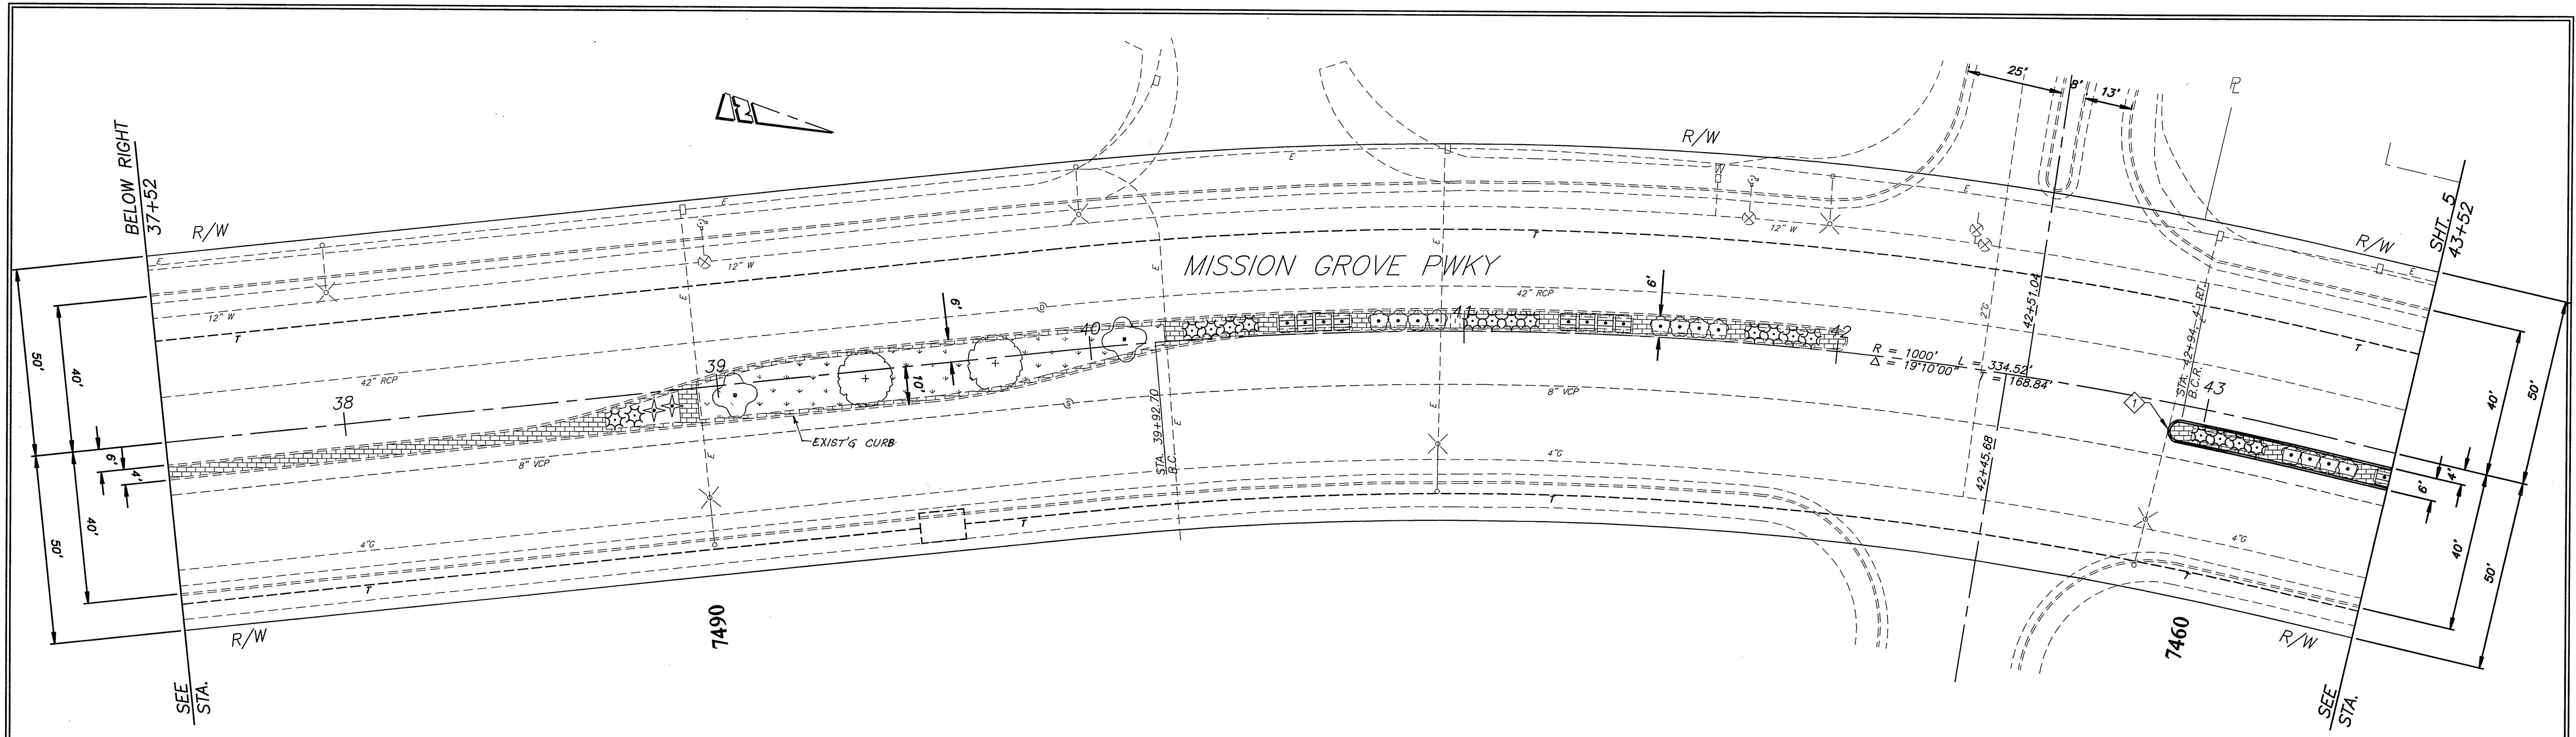 BELOW RIGHT
37+52
R/W
R/W
25'
8'
13'
PL
SHT. 5
43+52
R/W
E
E
E
W
E
E
12" W
12" W
12" W
T
T
T
MISSION GROVE PWKY
42" RCP
42" RCP
6'
6'
10'
38
39
40
41
42
43
R = 1000' L = 334.52'
Δ = 19°10'00" T = 168.84'
2"G
42+51.04
42+45.68
STA. 42+94, 41' RT.
B.C.R.
1
EXIST'G CURB
8" VCP
8" VCP
D
S
E
E
E
E
E
STA. 39+92.70
B.C.
50'
40'
6'
4'
40'
50'
40'
50'
4'
6'
40'
50'
4"G
4"G
4"G
T
T
T
T
R/W
R/W
7490
7460
SEE
STA.
SEE
STA.